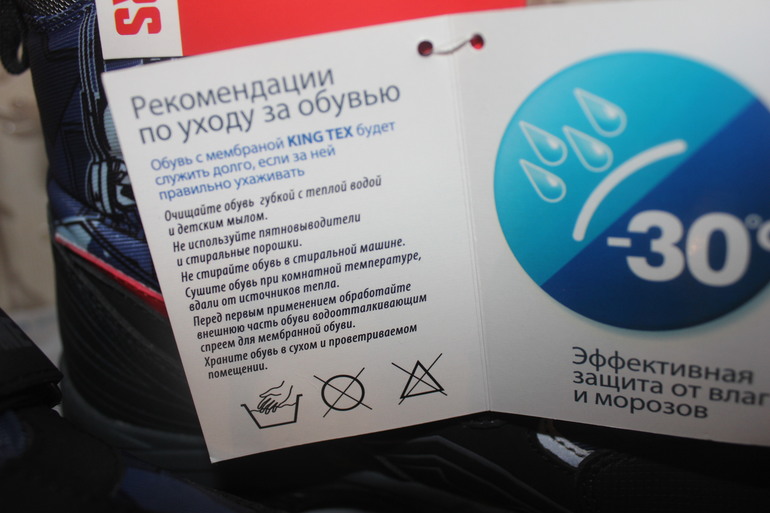 Рекомендации
по уходу за обувью
Обувь с мембраной KING TEX будет
служить долго, если за ней
правильно ухаживать
Очищайте обувь губкой с теплой водой
и детским мылом.
Не используйте пятновыводители
и стиральные порошки.
Не стирайте обувь в стиральной машине.
Сушите обувь при комнатной температуре,
вдали от источников тепла.
Перед первым применением обработайте
внешнюю часть обуви водоотталкивающим
спреем для мембранной обуви.
Храните обувь в сухом и проветриваемом
помещении.
-30°
Эффективная
защита от влаг
и морозов